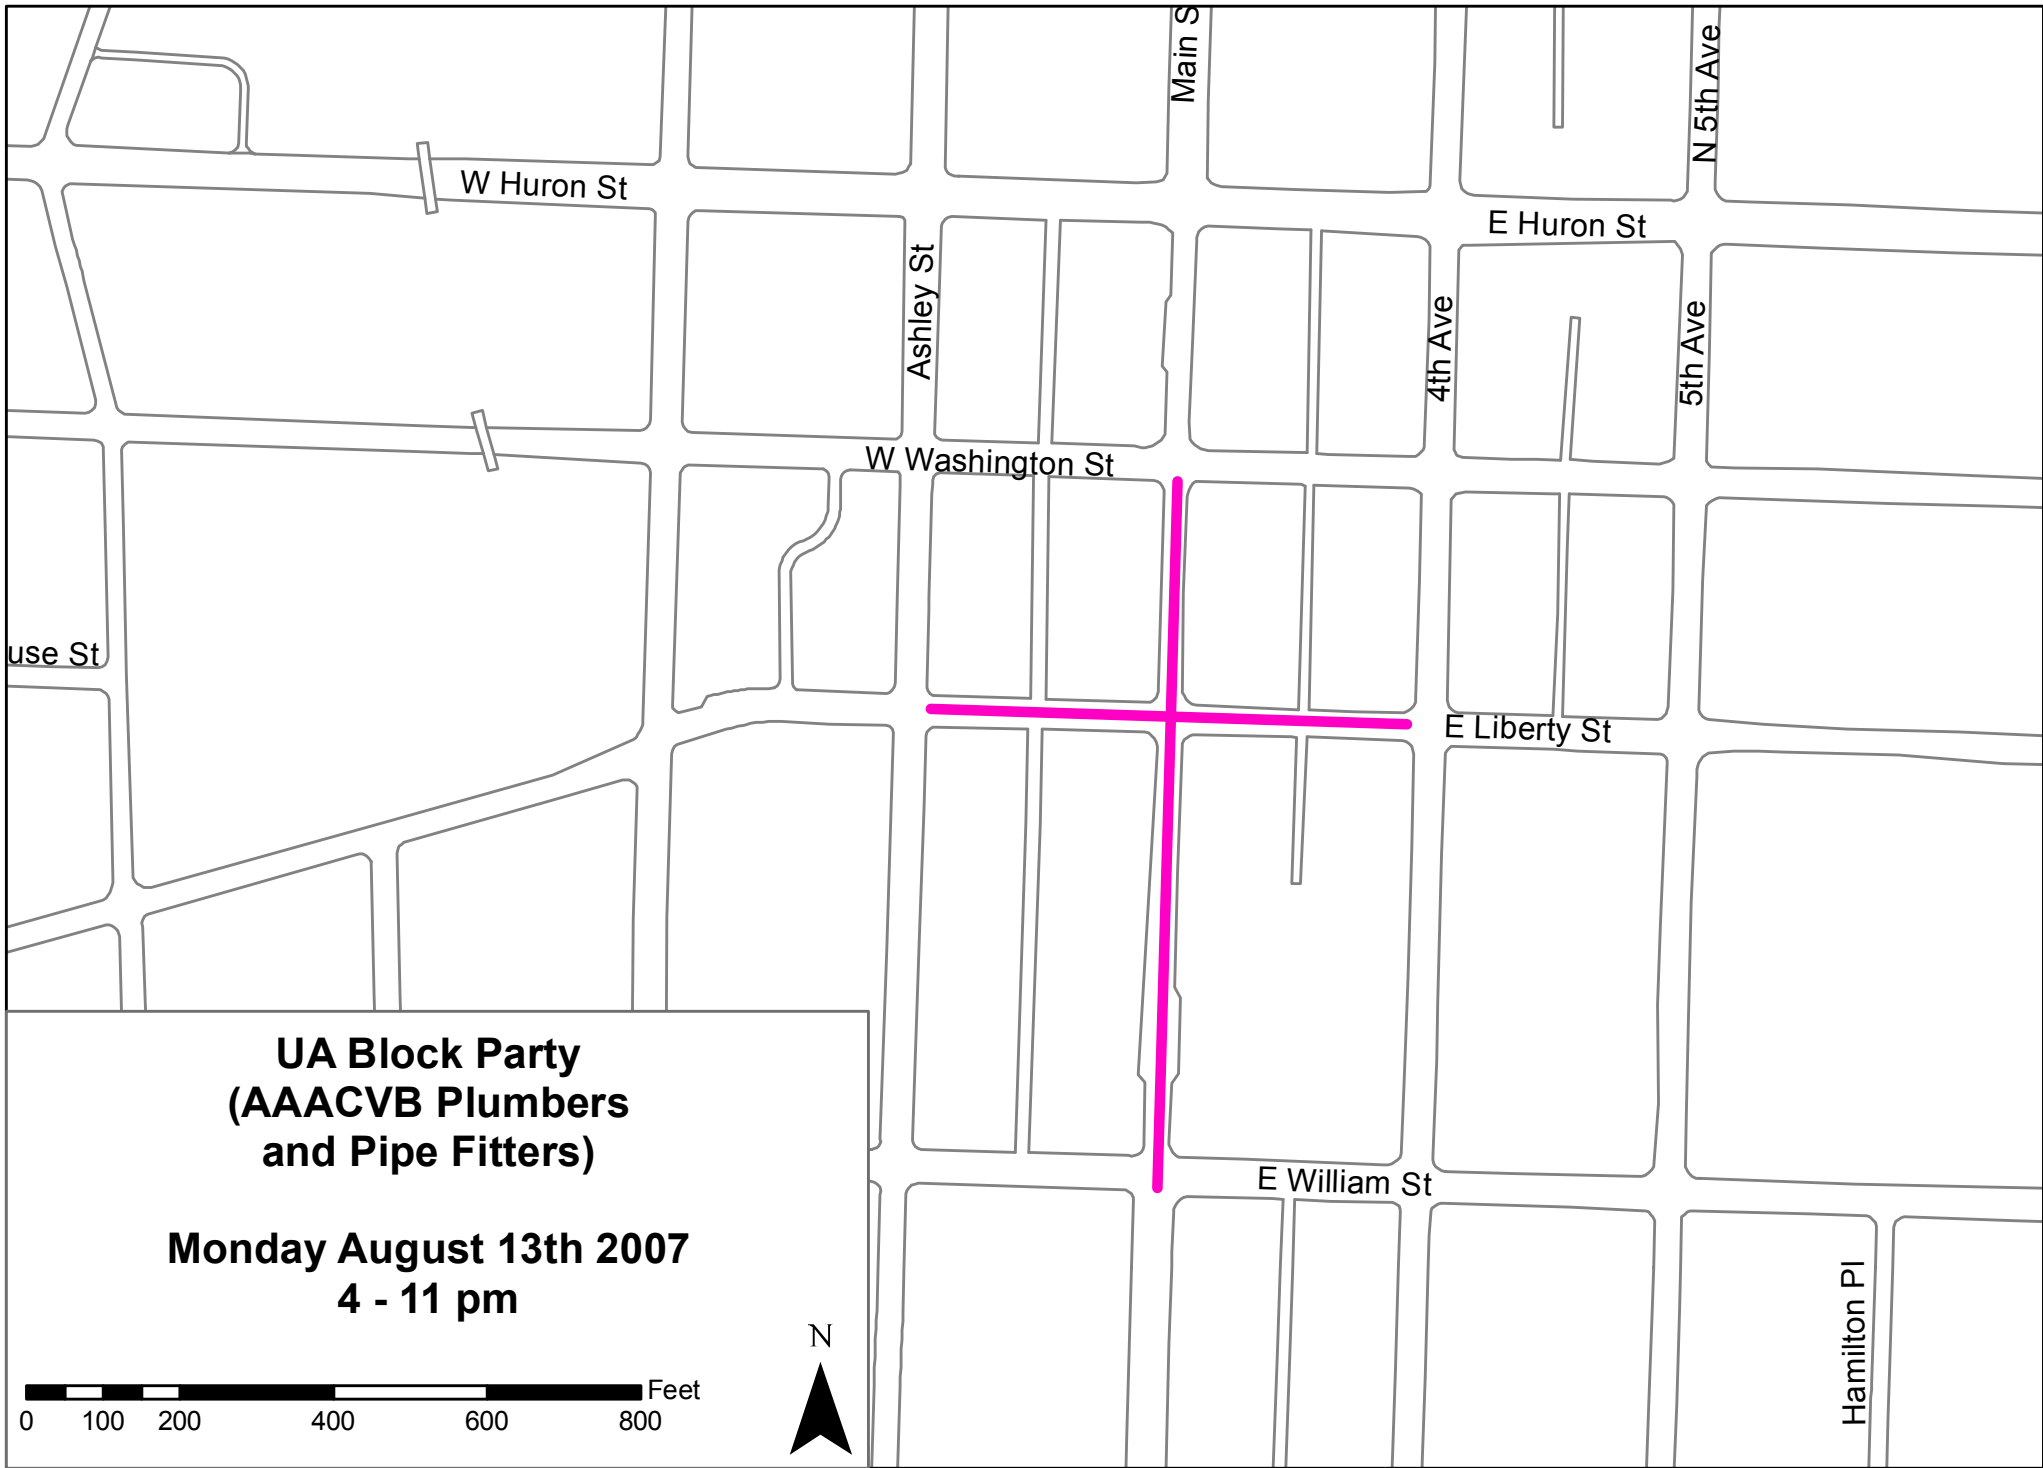 Main S
N 5th Ave
W Huron St
E Huron St
Ashley St
4th Ave
5th Ave
W Washington St
use St
E Liberty St
E William St
Hamilton Pl
UA Block Party
(AAACVB Plumbers
and Pipe Fitters)
Monday August 13th 2007
4 - 11 pm
N
Feet
0 100 200 400 600 800